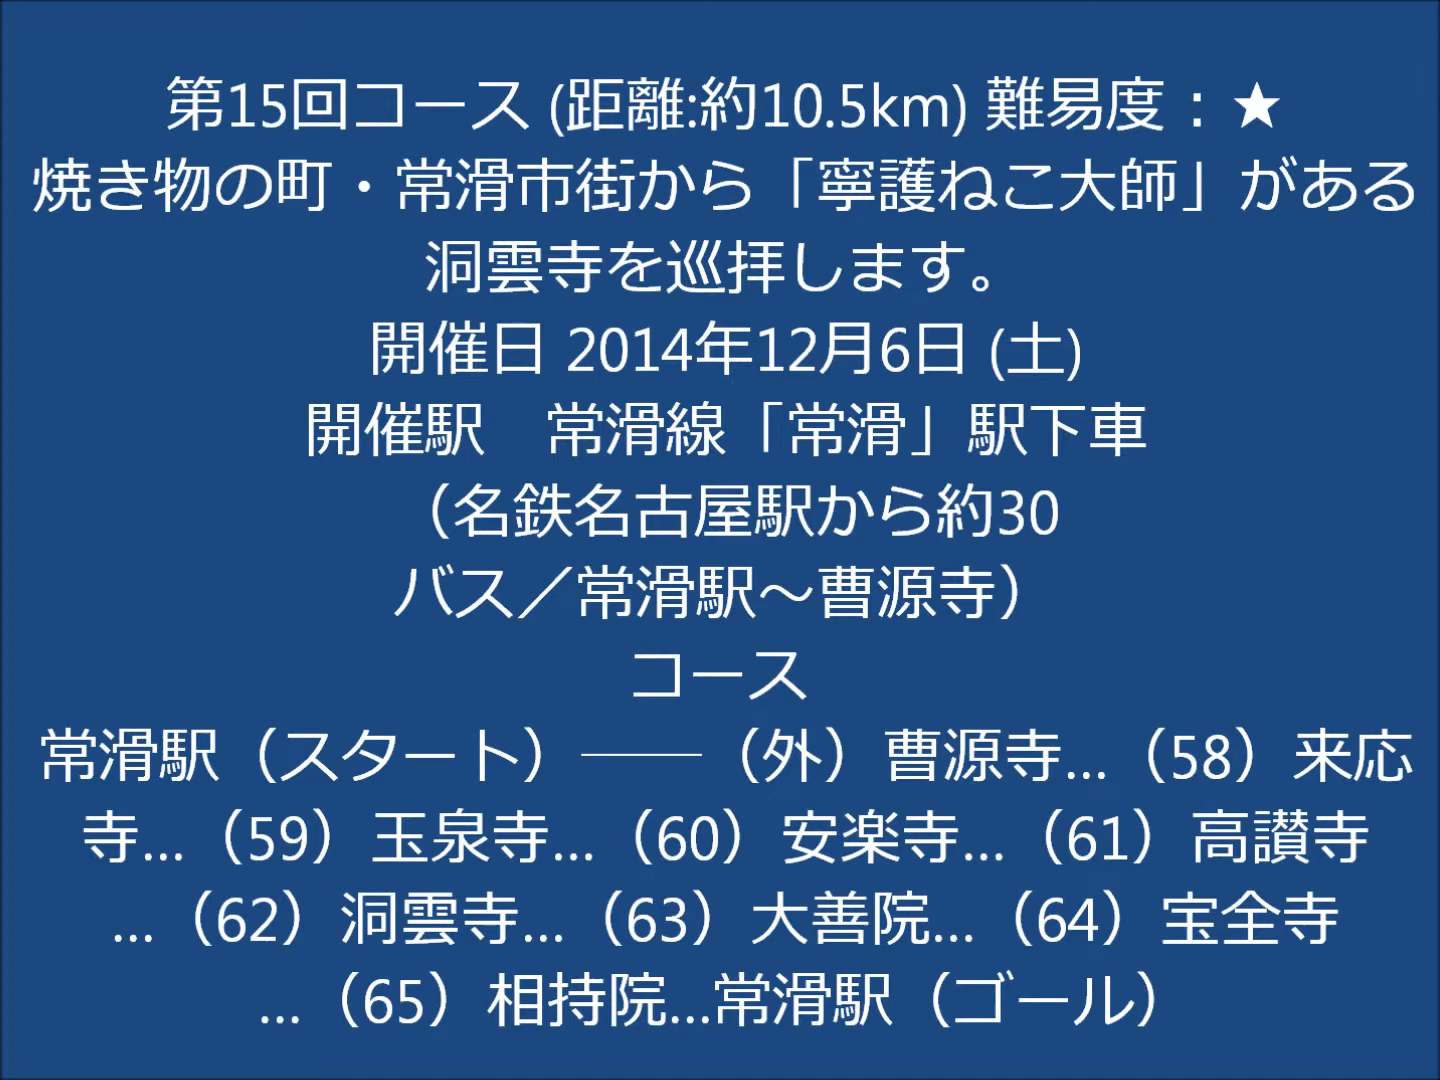 第15回コース (距離:約10.5km) 難易度：★
焼き物の町・常滑市街から「寧護ねこ大師」がある
洞雲寺を巡拝します。
開催日 2014年12月6日 (土)
開催駅　常滑線「常滑」駅下車
（名鉄名古屋駅から約30
バス／常滑駅～曹源寺）
コース
常滑駅（スタート）――（外）曹源寺…（58）来応
寺…（59）玉泉寺…（60）安楽寺…（61）高讃寺
…（62）洞雲寺…（63）大善院…（64）宝全寺
…（65）相持院…常滑駅（ゴール）